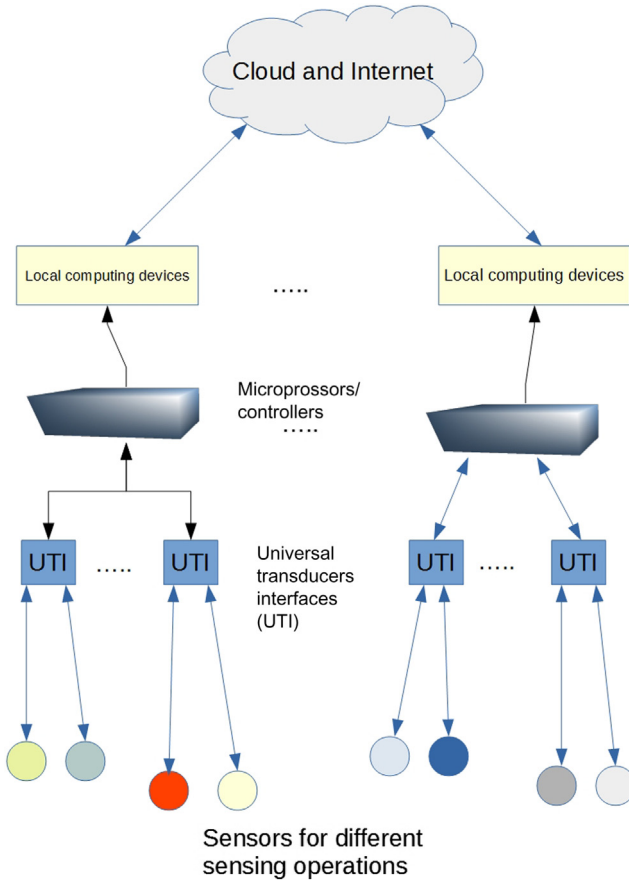 Cloud and Internet
Local computing devices
.....
Local computing devices
Microprossors/
controllers
.....
UTI
.....
UTI
Universal
transducers
interfaces
(UTI)
UTI
.....
UTI
Sensors for different
sensing operations